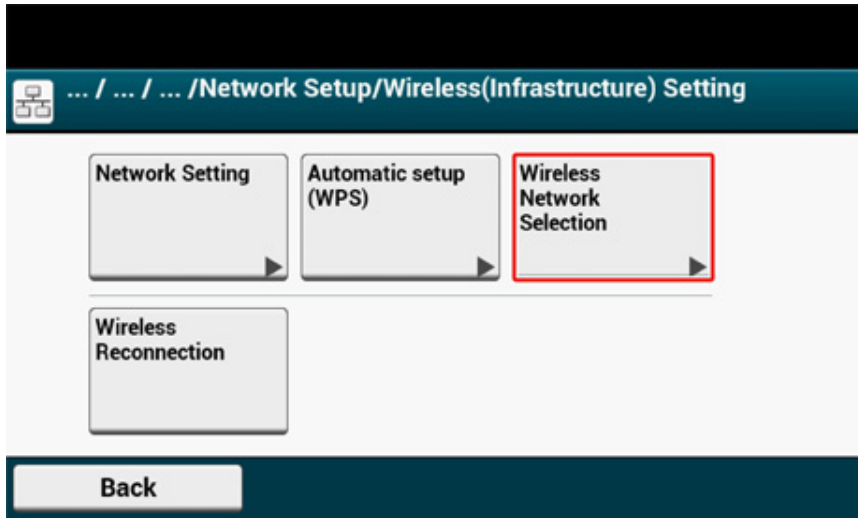 ... / ... / ... /Network Setup/Wireless(Infrastructure) Setting
Network Setting
Automatic setup
(WPS)
Wireless
Network
Selection
Wireless
Reconnection
Back